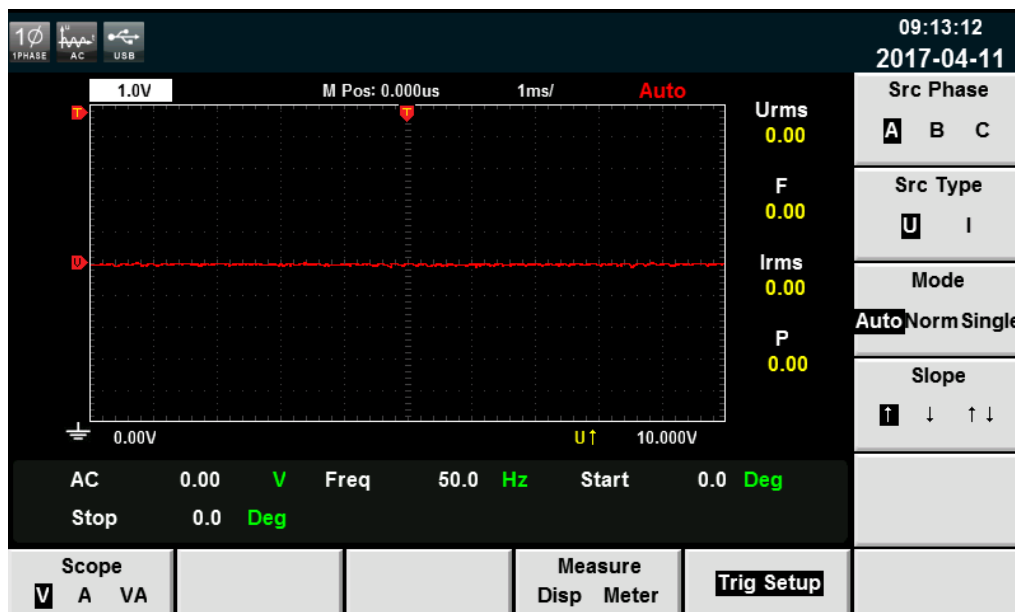 1Ø
1PHASE
u
t
AC
USB
09:13:12
2017-04-11
1.0V
M Pos: 0.000us
1ms/
Auto
T
T
U
Urms
0.00
F
0.00
Irms
0.00
P
0.00
0.00V
U↑
10.000V
AC 0.00 V Freq 50.0 Hz Start 0.0 Deg
Stop 0.0 Deg
Src Phase
A B C
Src Type
U I
Mode
Auto Norm Single
Slope
↑ ↓ ↑↓
Scope
V A VA
Measure
Disp Meter
Trig Setup